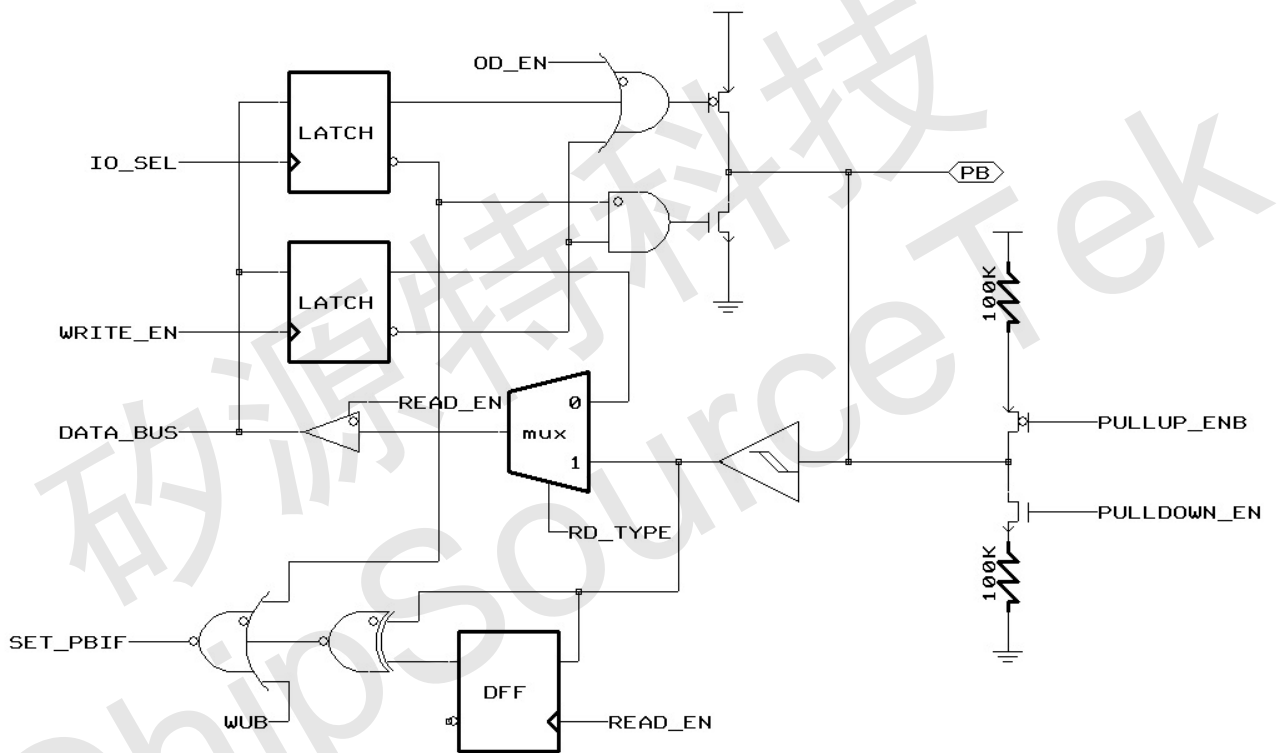 OD_EN
LATCH
IO_SEL
PB
LATCH
100K
WRITE_EN
READ_EN
0
DATA_BUS
mux
PULLUP_ENB
1
PULLDOWN_EN
RD_TYPE
100K
SET_PBIF
DFF
WUB
READ_EN
矽源特科技
ChipSourceTek